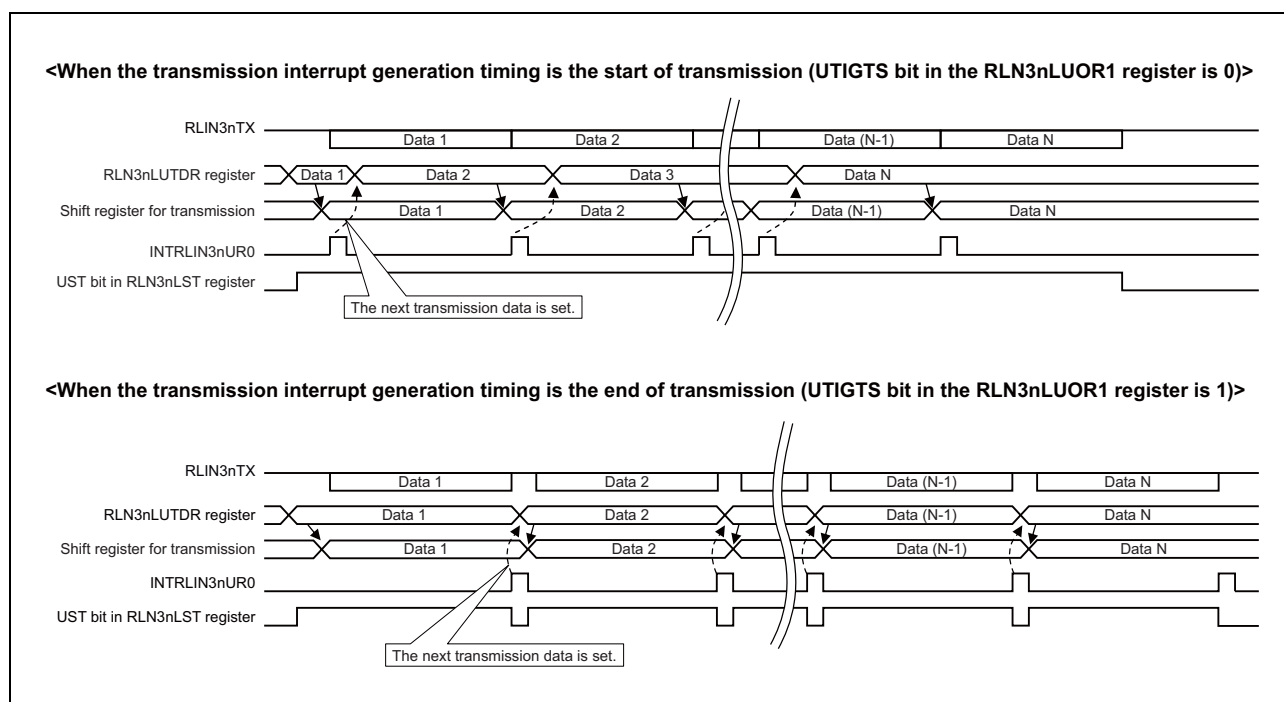 <When the transmission interrupt generation timing is the start of transmission (UTIGTS bit in the RLN3nLUOR1 register is 0)>
RLIN3nTX
Data 1 Data 2 Data (N-1) Data N
RLN3nLUTDR register
Data 1 Data 2 Data 3 Data N
Shift register for transmission
Data 1 Data 2 Data (N-1) Data N
INTRLIN3nUR0
UST bit in RLN3nLST register
The next transmission data is set.
<When the transmission interrupt generation timing is the end of transmission (UTIGTS bit in the RLN3nLUOR1 register is 1)>
RLIN3nTX
Data 1 Data 2 Data (N-1) Data N
RLN3nLUTDR register
Data 1 Data 2 Data (N-1) Data N
Shift register for transmission
Data 1 Data 2 Data (N-1) Data N
INTRLIN3nUR0
UST bit in RLN3nLST register
The next transmission data is set.